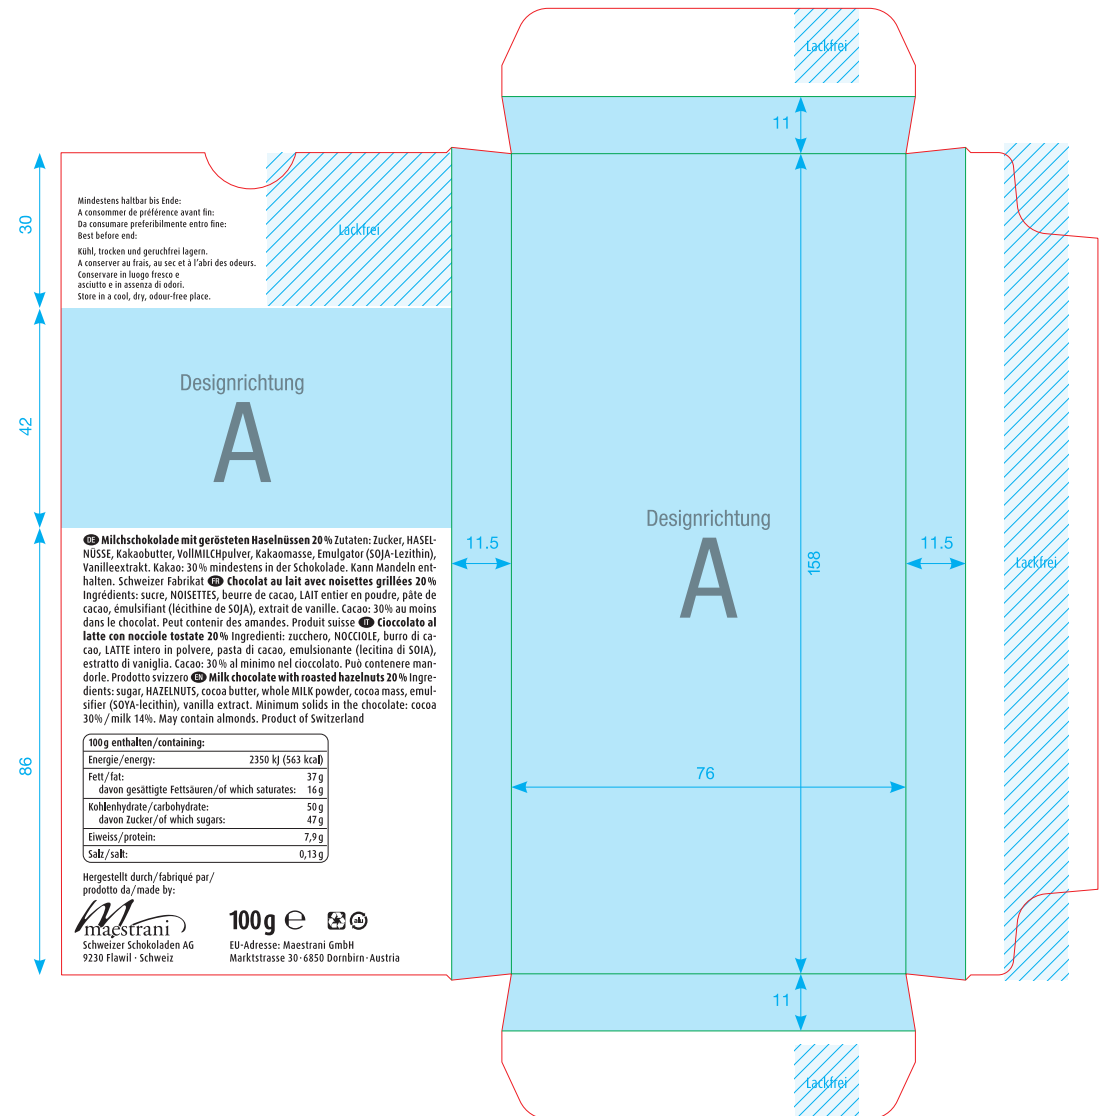 Lackfrei
11
30
Mindestens haltbar bis Ende:
A consommer de préférence avant fin:
Da consumare preferibilmente entro fine:
Best before end:
Kühl, trocken und geruchfrei lagern.
A conserver au frais, au sec et à l'abri des odeurs.
Conservare in luogo fresco e
asciutto e in assenza di odori.
Store in a cool, dry, odour-free place.
Lackfrei
42
Designrichtung
A
86
DE Milchschokolade mit gerösteten Haselnüssen 20% Zutaten: Zucker, HASEL-
NÜSSE, Kakaobutter, VollMILCHpulver, Kakaomasse, Emulgator (SOJA-Lezithin),
Vanilleextrakt. Kakao: 30% mindestens in der Schokolade. Kann Mandeln ent-
halten. Schweizer Fabrikat FR Chocolat au lait avec noisettes grillées 20%
Ingrédients: sucre, NOISETTES, beurre de cacao, LAIT entier en poudre, pâte de
cacao, émulsifiant (lécithine de SOJA), extrait de vanille. Cacao: 30% au moins
dans le chocolat. Peut contenir des amandes. Produit suisse IT Cioccolato al
latte con nocciole tostate 20% Ingredienti: zucchero, NOCCIOLE, burro di ca-
cao, LATTE intero in polvere, pasta di cacao, emulsionante (lecitina di SOIA),
estratto di vaniglia. Cacao: 30% al minimo nel cioccolato. Può contenere man-
dorle. Prodotto svizzero EN Milk chocolate with roasted hazelnuts 20% Ingre-
dients: sugar, HAZELNUTS, cocoa butter, whole MILK powder, cocoa mass, emul-
sifier (SOYA-lecithin), vanilla extract. Minimum solids in the chocolate: cocoa
30%/milk 14%. May contain almonds. Product of Switzerland
100g enthalten/containing:
Energie/energy: 2350 kJ (563 kcal)
Fett/fat: 37g
davon gesättigte Fettsäuren/of which saturates: 16g
Kohlenhydrate/carbohydrate: 50g
davon Zucker/of which sugars: 47g
Eiweiss/protein: 7,9g
Salz/salt: 0,13g
Hergestellt durch/fabriqué par/
prodotto da/made by:
maestrani
Schweizer Schokoladen AG
9230 Flawil · Schweiz
100g e
alu
EU-Adresse: Maestrani GmbH
Marktstrasse 30·6850 Dornbirn·Austria
11.5
Designrichtung
A
158
76
11.5
Lackfrei
11
Lackfrei